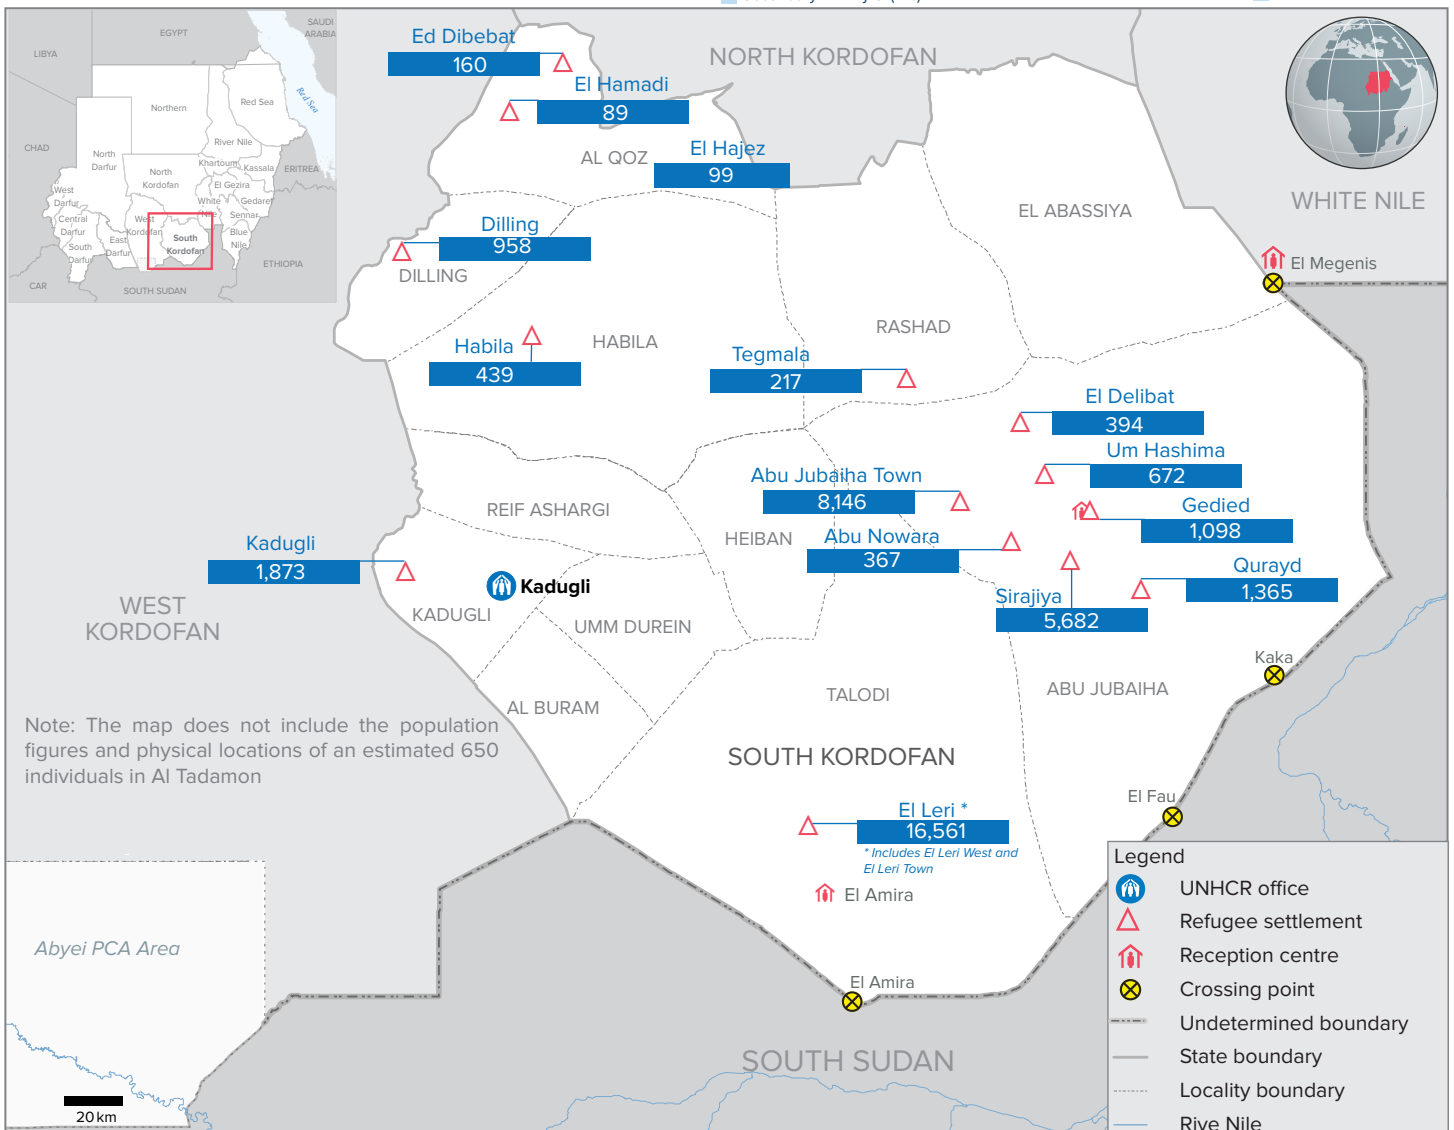 EGYPT
SAUDI
ARABIA
LIBYA
Red Sea
Northern
Red Sea
CHAD
River Nile
North
Darfur
Khartoum
Kassala
ERITREA
North
Kordofan
West
Darfur
El Gezira
White
Nile
Gedaref
Central
Darfur
West
Kordofan
Sennar
South
Darfur
East
Darfur
South
Kordofan
Blue
Nile
ETHIOPIA
CAR
SOUTH SUDAN
NORTH KORDOFAN
WHITE NILE
Ed Dibebat
160
El Hamadi
89
AL QOZ
El Hajez
99
EL ABASSIYA
Dilling
958
DILLING
El Megenis
Habila
439
HABILA
RASHAD
Tegmala
217
El Delibat
394
Um Hashima
672
Abu Jubaiha Town
8,146
REIF ASHARGI
Gedied
1,098
HEIBAN
Abu Nowara
367
Kadugli
1,873
Qurayd
1,365
Kadugli
Sirajiya
5,682
WEST
KORDOFAN
KADUGLI
UMM DUREIN
Kaka
TALODI
ABU JUBAIHA
AL BURAM
Note: The map does not include the population
figures and physical locations of an estimated 650
individuals in Al Tadamon
SOUTH KORDOFAN
El Fau
El Leri *
16,561
* Includes El Leri West and
El Leri Town
El Amira
Abyei PCA Area
El Amira
SOUTH SUDAN
20 km
Legend
UNHCR office
Refugee settlement
Reception centre
Crossing point
Undetermined boundary
State boundary
Locality boundary
Rive Nile